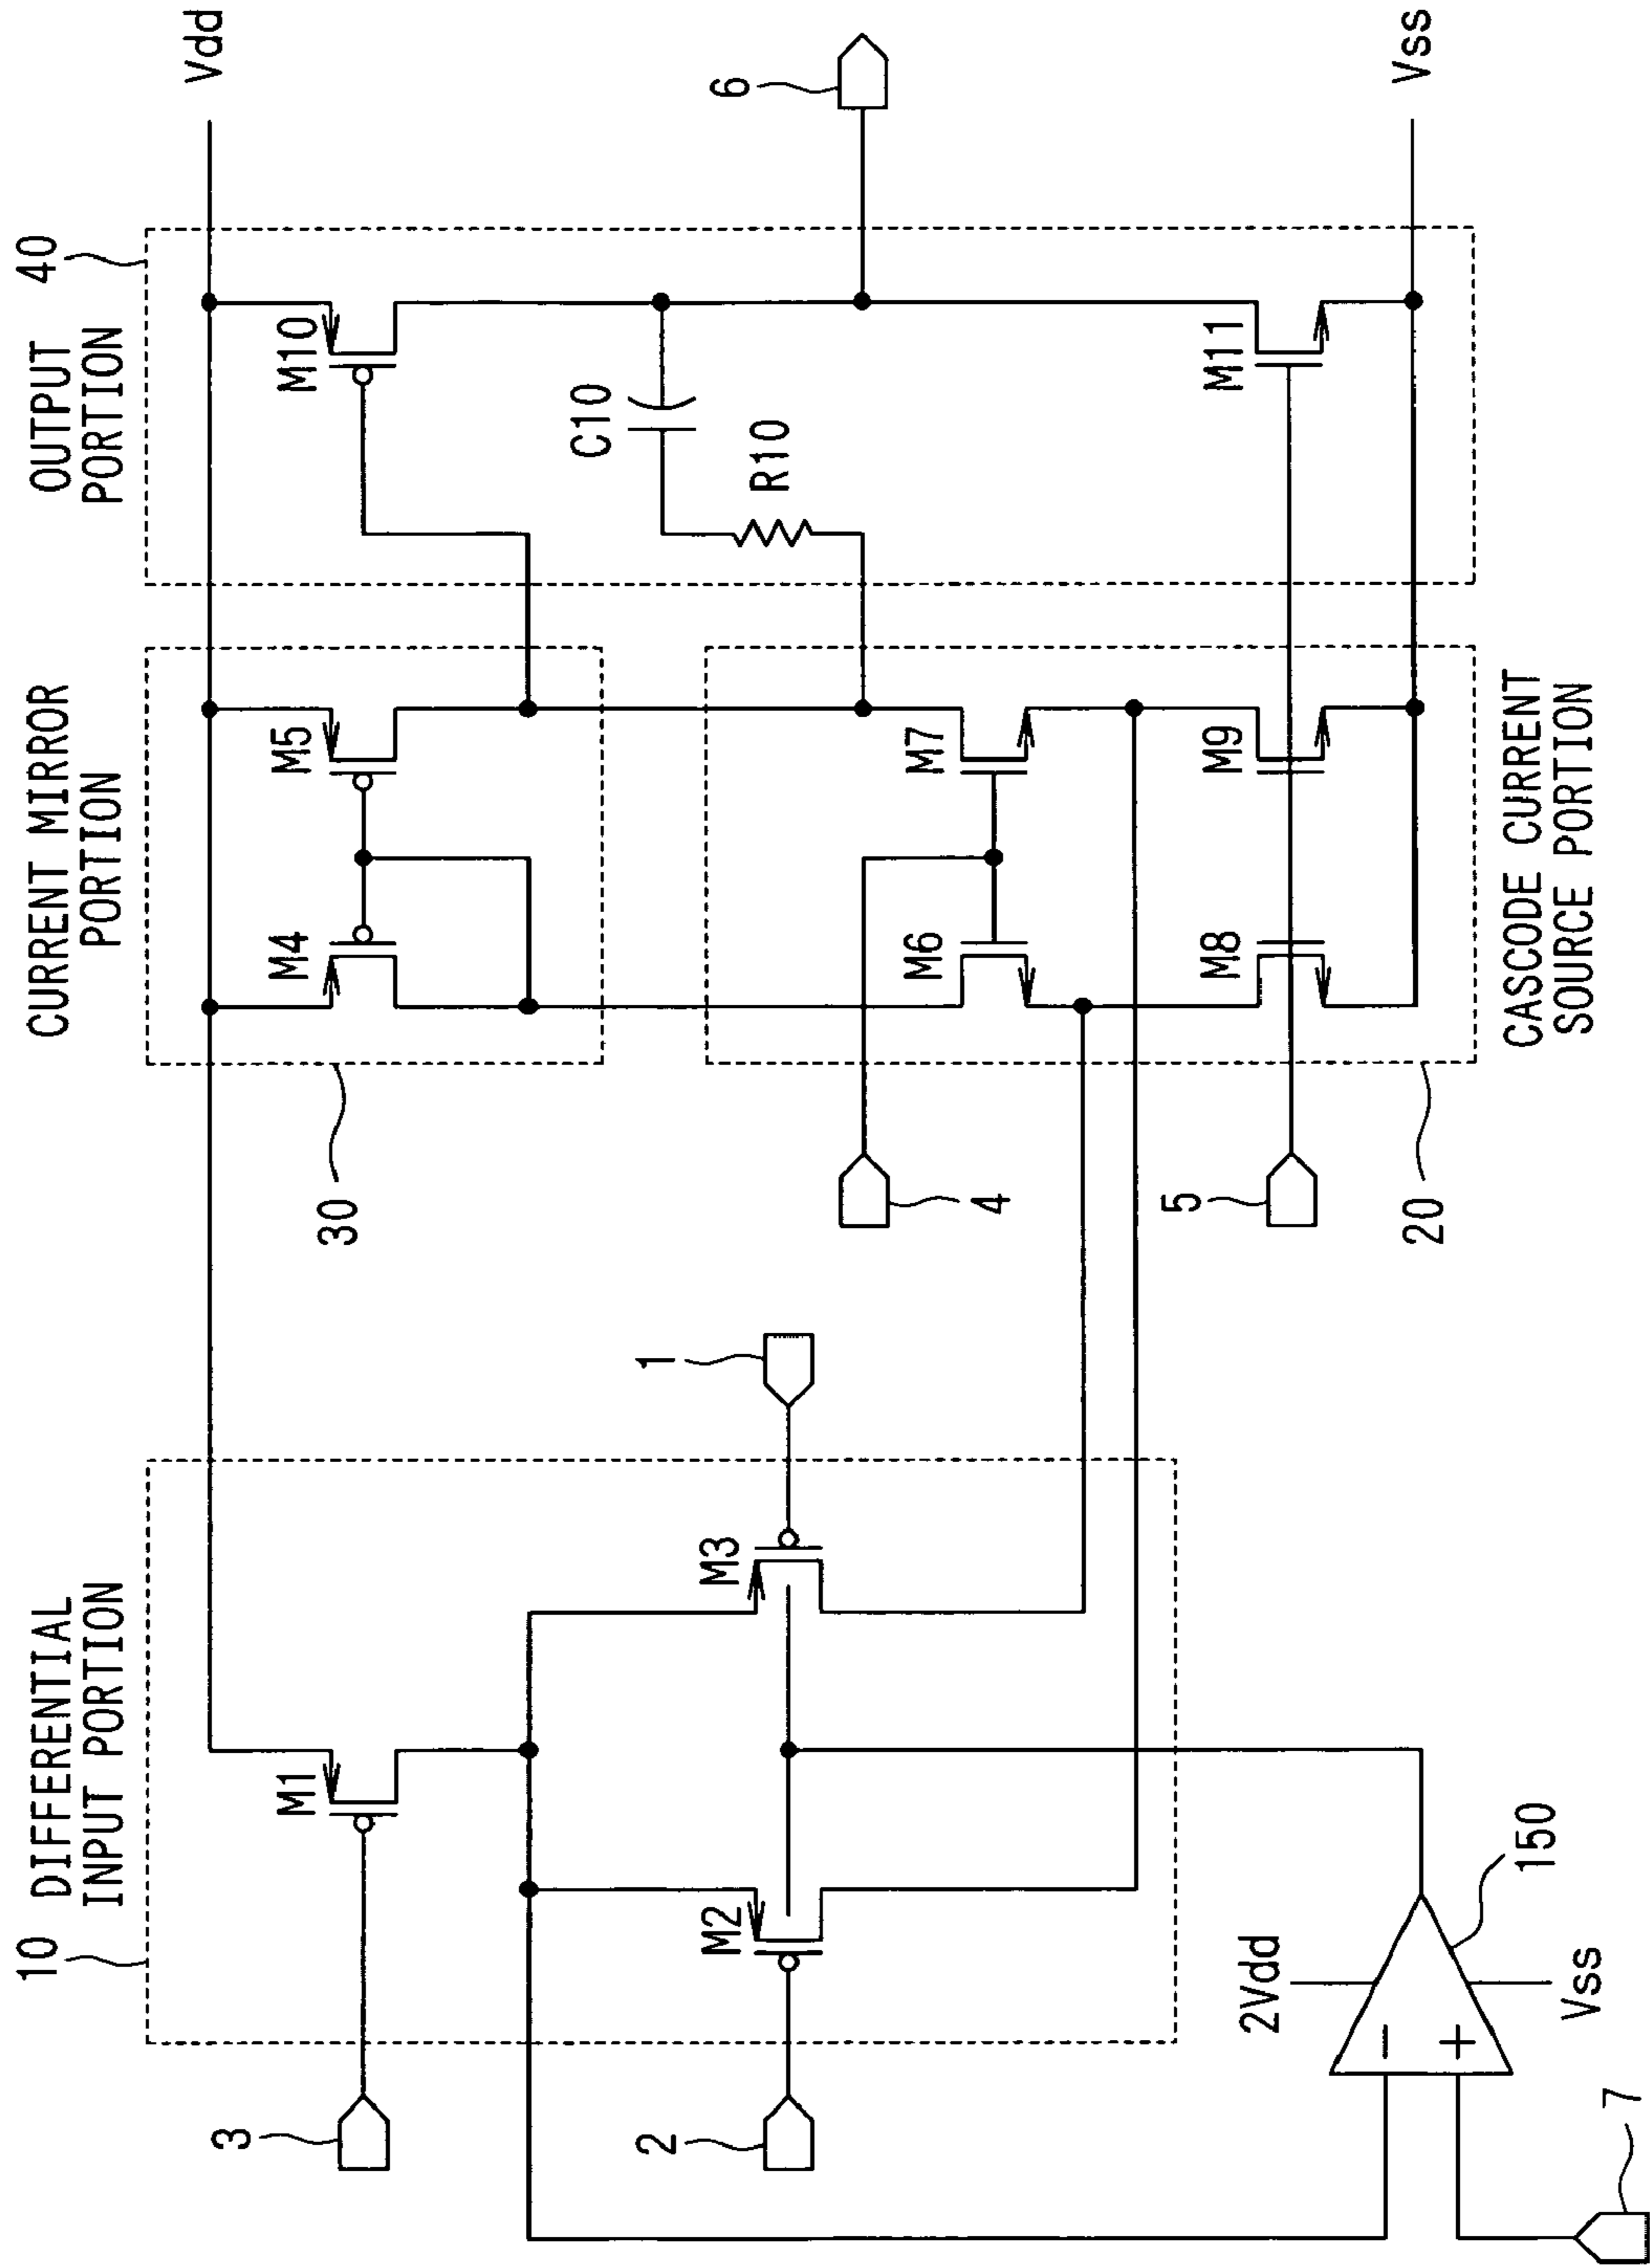 10 DIFFERENTIAL
INPUT PORTION
CURRENT MIRROR
PORTION
OUTPUT
PORTION
40
Vdd
3
M1
30
M4
M5
M10
2
M2
M3
1
C10
R10
6
4
M6
M7
2Vdd
5
M8
M9
M11
−
+
Vss
150
7
20
CASCODE CURRENT
SOURCE PORTION
Vss